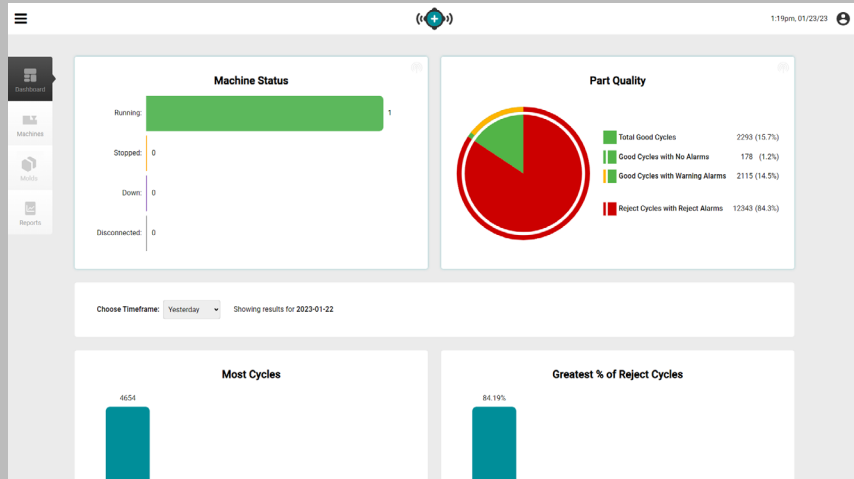 1:19pm, 01/23/23
Dashboard
Machines
Molds
Reports
Machine Status
Running: 1
Stopped: 0
Down: 0
Disconnected: 0
Part Quality
Total Good Cycles 2293 (15.7%)
Good Cycles with No Alarms 178 (1.2%)
Good Cycles with Warning Alarms 2115 (14.5%)
Reject Cycles with Reject Alarms 12343 (84.3%)
Choose Timeframe: Yesterday Showing results for 2023-01-22
Most Cycles
4654
Greatest % of Reject Cycles
84.19%